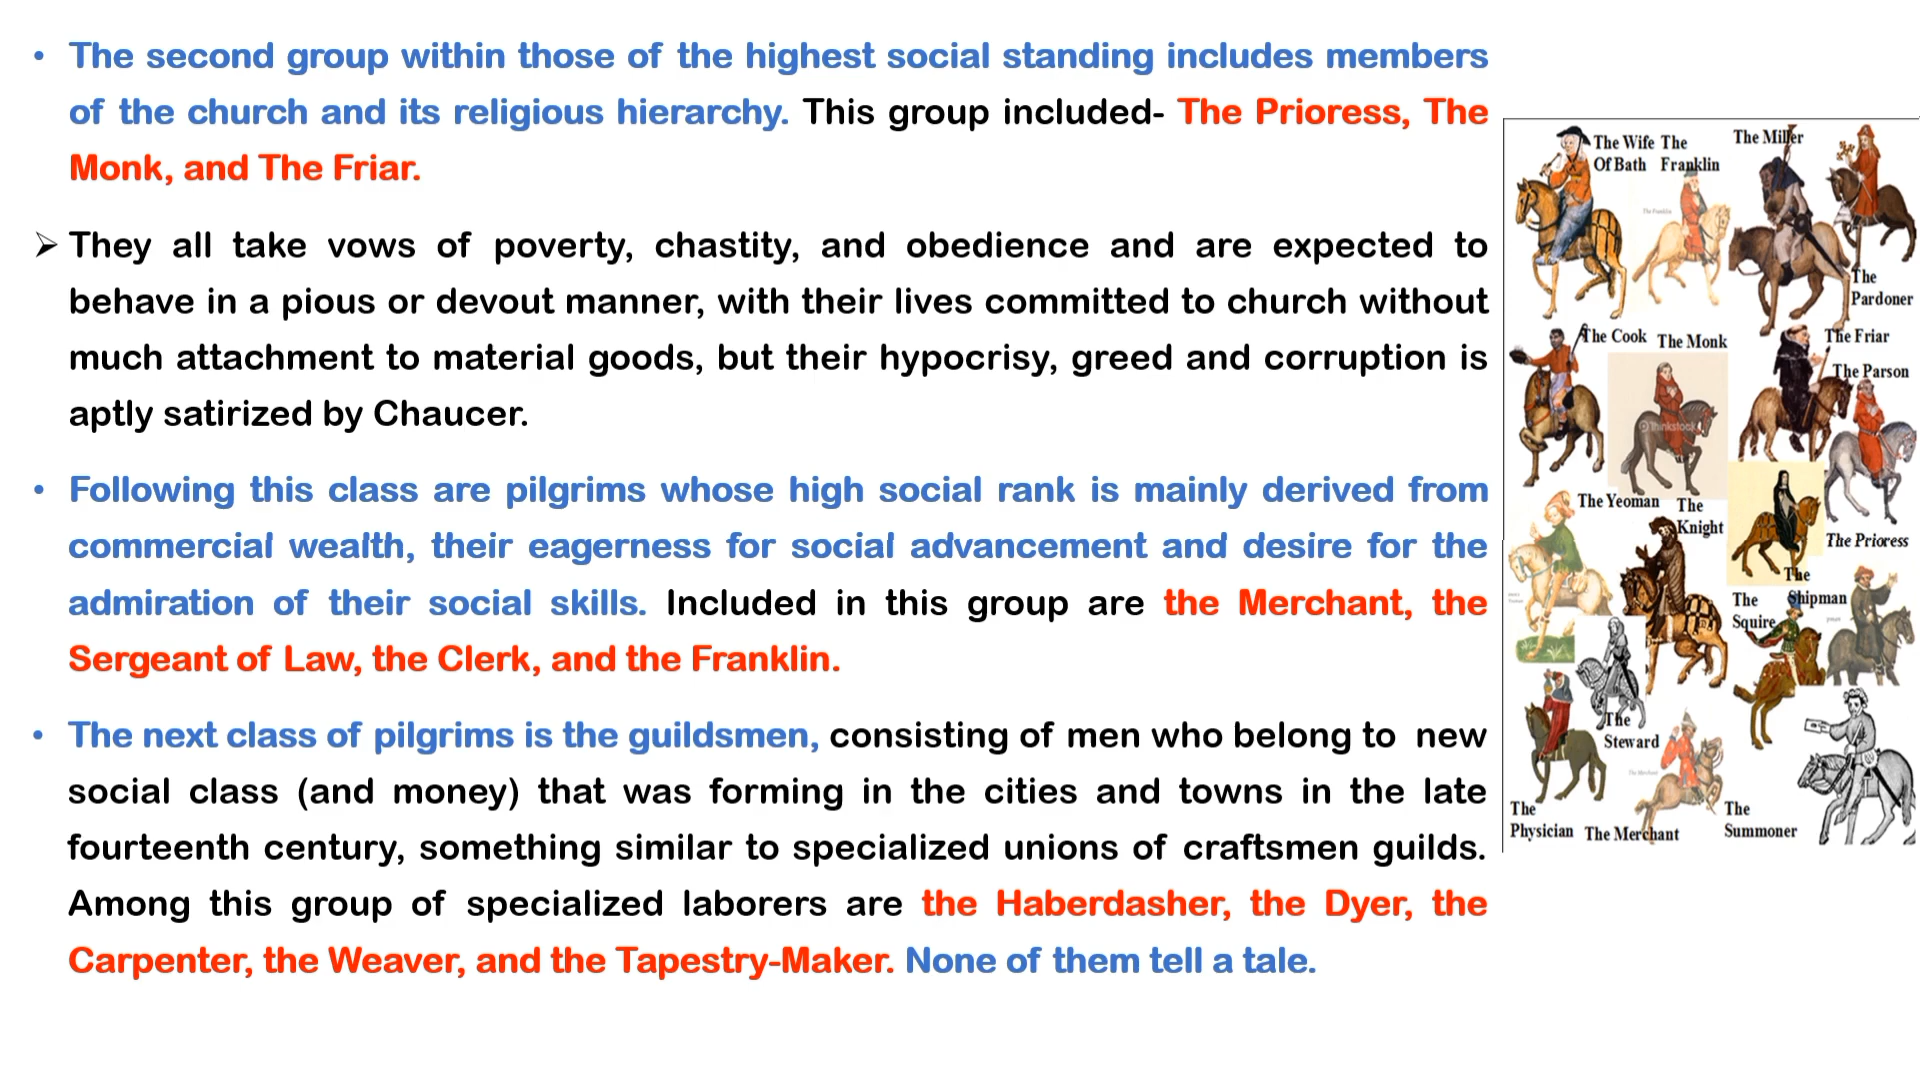 • The second group within those of the highest social standing includes members
of the church and its religious hierarchy. This group included- The Prioress, The
Monk, and The Friar.
➢ They all take vows of poverty, chastity, and obedience and are expected to
behave in a pious or devout manner, with their lives committed to church without
much attachment to material goods, but their hypocrisy, greed and corruption is
aptly satirized by Chaucer.
• Following this class are pilgrims whose high social rank is mainly derived from
commercial wealth, their eagerness for social advancement and desire for the
admiration of their social skills. Included in this group are the Merchant, the
Sergeant of Law, the Clerk, and the Franklin.
• The next class of pilgrims is the guildsmen, consisting of men who belong to new
social class (and money) that was forming in the cities and towns in the late
fourteenth century, something similar to specialized unions of craftsmen guilds.
Among this group of specialized laborers are the Haberdasher, the Dyer, the
Carpenter, the Weaver, and the Tapestry-Maker. None of them tell a tale.
The Wife
Of Bath
The
Franklin
The Miller
The Franklin
The
Pardoner
The Cook
The Monk
The Friar
The Parson
Thinkstock
The Yeoman
The
Knight
The Prioress
The
Shipman
The
Squire
The
Steward
The Merchant
The
Physician
The Merchant
The
Summoner